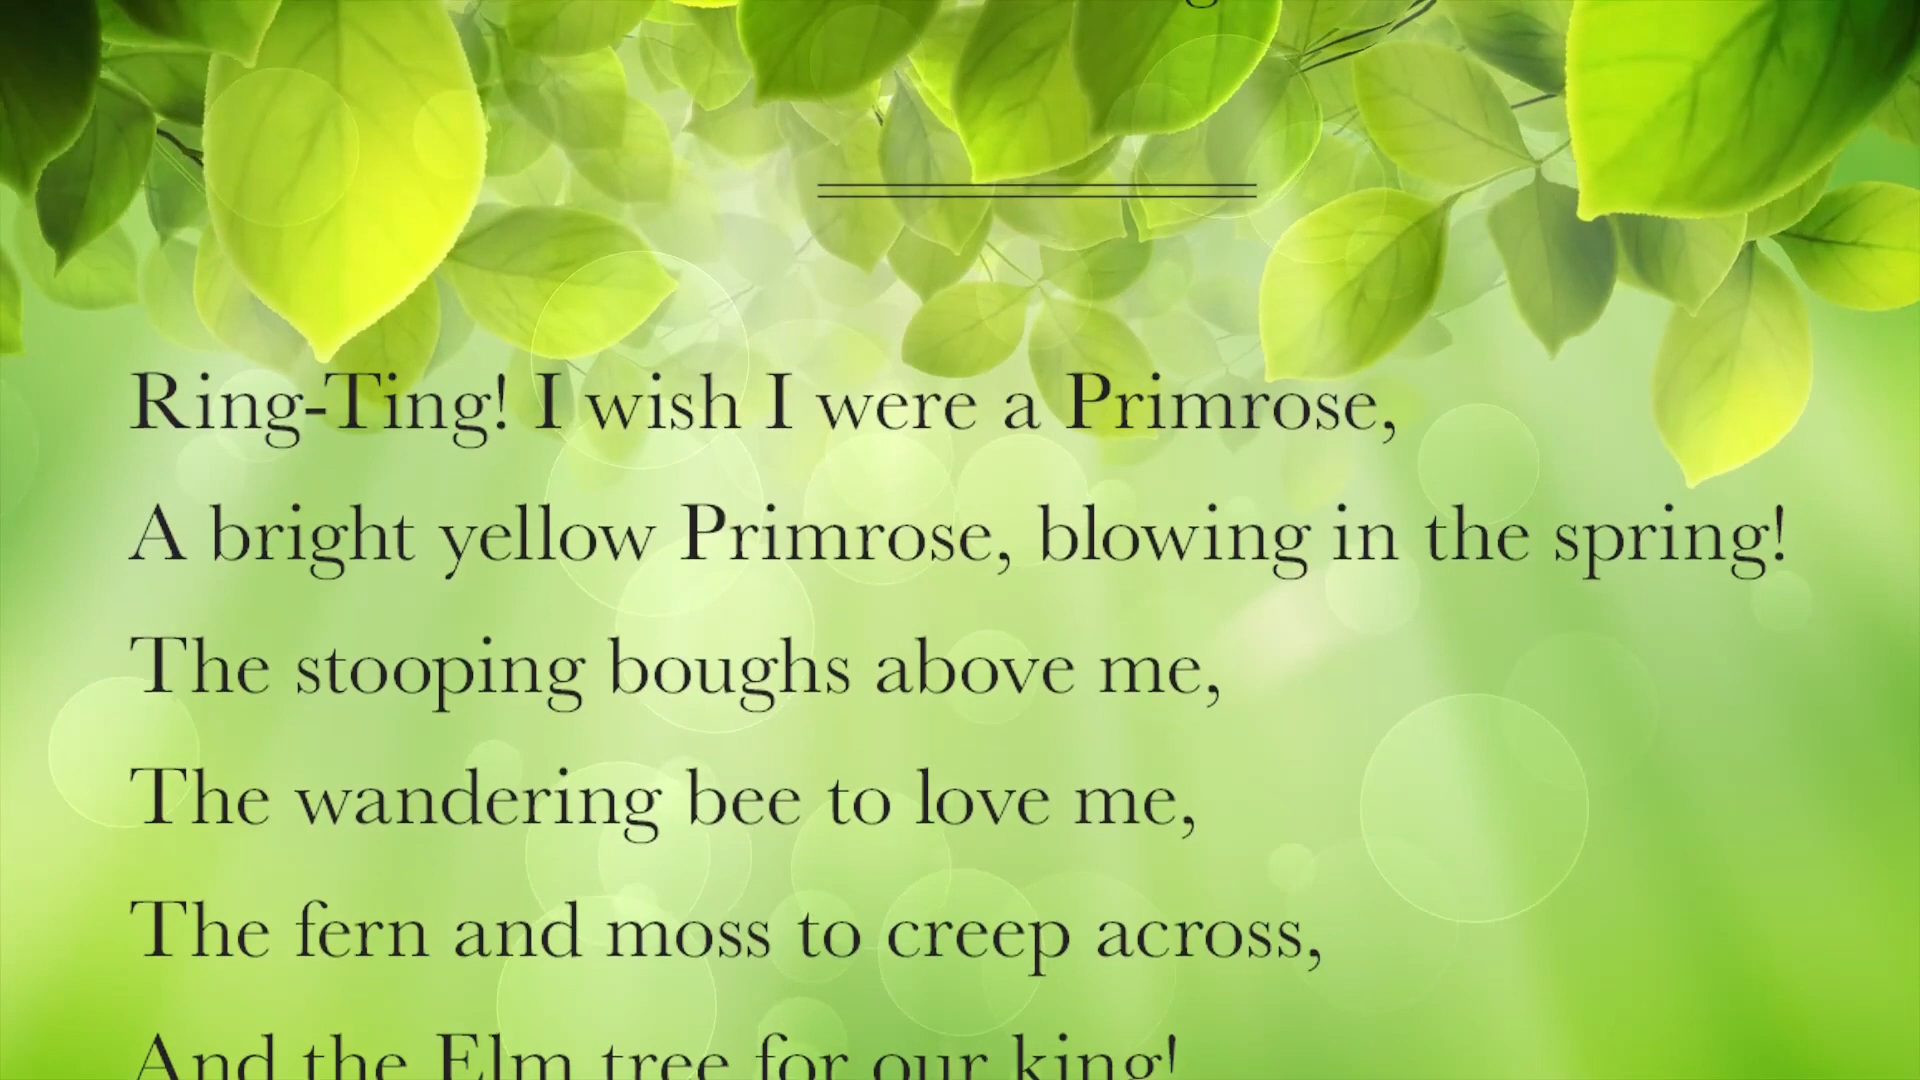 Ring-Ting! I wish I were a Primrose,
A bright yellow Primrose, blowing in the spring!
The stooping boughs above me,
The wandering bee to love me,
The fern and moss to creep across,
And the Elm tree for our king!